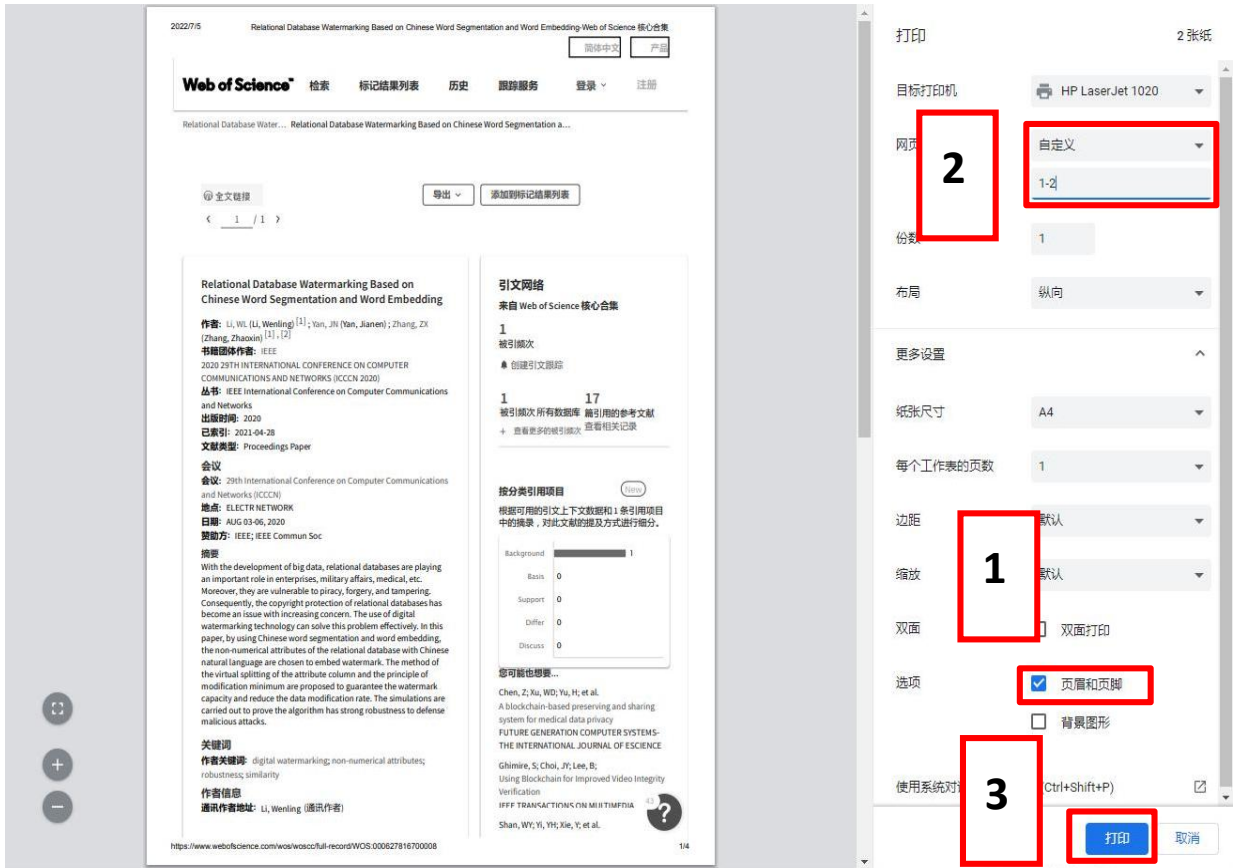 2022/7/5 Relational Database Watermarking Based on Chinese Word Segmentation and Word Embedding-Web of Science 核心合集
简体中文 产品
Web of Science™ 检索 标记结果列表 历史 跟踪服务 登录 注册
Relational Database Water... Relational Database Watermarking Based on Chinese Word Segmentation a...
全文链接
导出 添加到标记结果列表
< 1 / 1 >
Relational Database Watermarking Based on
Chinese Word Segmentation and Word Embedding
作者: Li, WL (Li, Wenling) [1] ; Yan, JN (Yan, Jianen) ; Zhang, ZX
(Zhang, Zhaoxin) [1] , [2]
书籍团体作者: IEEE
2020 29TH INTERNATIONAL CONFERENCE ON COMPUTER
COMMUNICATIONS AND NETWORKS (ICCCN 2020)
丛书: IEEE International Conference on Computer Communications
and Networks
出版时间: 2020
已索引: 2021-04-28
文献类型: Proceedings Paper
会议
会议: 29th International Conference on Computer Communications
and Networks (ICCCN)
地点: ELECTR NETWORK
日期: AUG 03-06, 2020
赞助方: IEEE; IEEE Commun Soc
摘要
With the development of big data, relational databases are playing
an important role in enterprises, military affairs, medical, etc.
Moreover, they are vulnerable to piracy, forgery, and tampering.
Consequently, the copyright protection of relational databases has
become an issue with increasing concern. The use of digital
watermarking technology can solve this problem effectively. In this
paper, by using Chinese word segmentation and word embedding,
the non-numerical attributes of the relational database with Chinese
natural language are chosen to embed watermark. The method of
the virtual splitting of the attribute column and the principle of
modification minimum are proposed to guarantee the watermark
capacity and reduce the data modification rate. The simulations are
carried out to prove the algorithm has strong robustness to defense
malicious attacks.
关键词
作者关键词: digital watermarking; non-numerical attributes;
robustness; similarity
作者信息
通讯作者地址: Li, Wenling (通讯作者)
引文网络
来自 Web of Science 核心合集
1
被引频次
创建引文跟踪
1 17
被引频次 所有数据库 篇引用的参考文献
+ 查看更多的被引频次 查看相关记录
按分类引用项目 New
根据可用的引文上下文数据和 1 条引用项目
中的摘录，对此文献的提及方式进行细分。
Background 1
Basis 0
Support 0
Differ 0
Discuss 0
您可能也想要...
Chen, Z; Xu, WD; Yu, H; et al.
A blockchain-based preserving and sharing
system for medical data privacy
FUTURE GENERATION COMPUTER SYSTEMS-
THE INTERNATIONAL JOURNAL OF ESCIENCE
Ghimire, S; Choi, JY; Lee, B;
Using Blockchain for Improved Video Integrity
Verification
IEEE TRANSACTIONS ON MULTIMEDIA
43
?
Shan, WY; Yi, YH; Xie, Y; et al.
https://www.webofscience.com/wos/woscc/full-record/WOS:000627816700008 1/4
打印 2 张纸
目标打印机 HP LaserJet 1020
网页 2 自定义
1-2
份数 1
布局 纵向
更多设置
纸张尺寸 A4
每个工作表的页数 1
边距 默认
1
缩放 默认
双面 双面打印
选项 页眉和页脚
背景图形
使用系统对 3 (Ctrl+Shift+P)
打印 取消